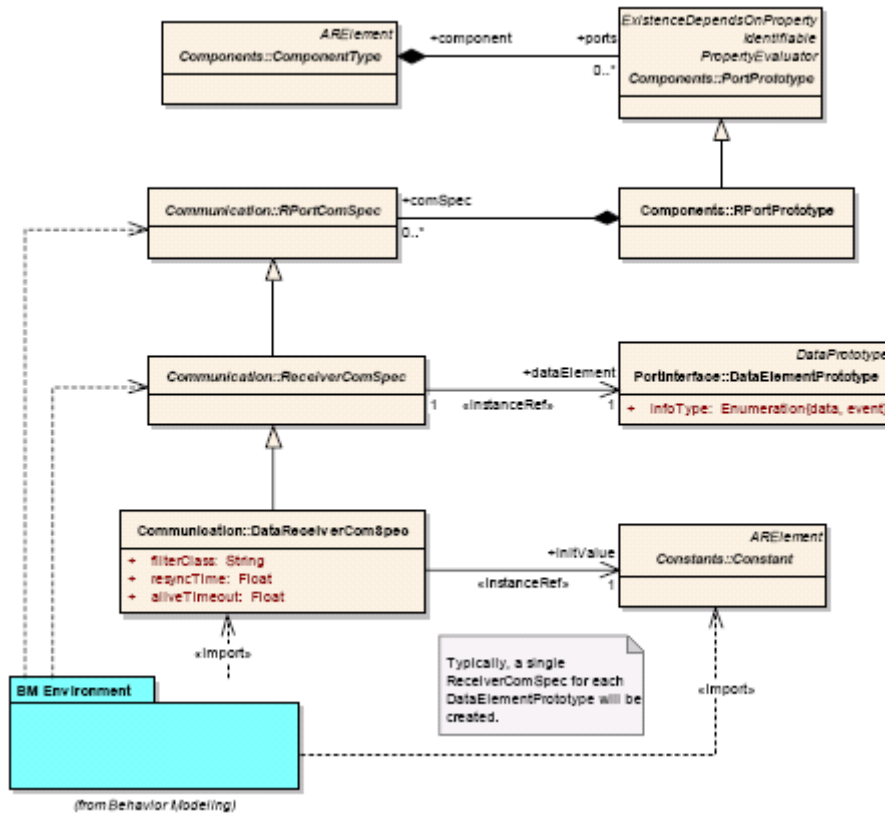 ARElement
Components::ComponentType
+component
+ports
0..*
ExistenceDependsOnProperty
Identifiable
PropertyEvaluator
Components::PortPrototype
Communication::RPortComSpec
+comSpec
0..*
Components::RPortPrototype
Communication::ReceiverComSpec
+dataElement
1
«InstanceRef»
1
DataPrototype
PortInterface::DataElementPrototype
+ infoType: Enumeration{data, event}
Communication::DataReceiverComSpec
+ filterClass: String
+ resyncTime: Float
+ aliveTimeout: Float
+initValue
«InstanceRef»
1
ARElement
Constants::Constant
«import»
Typically, a single
ReceiverComSpec for each
DataElementPrototype will be
created.
«import»
BM Environment
(from Behavior Modeling)